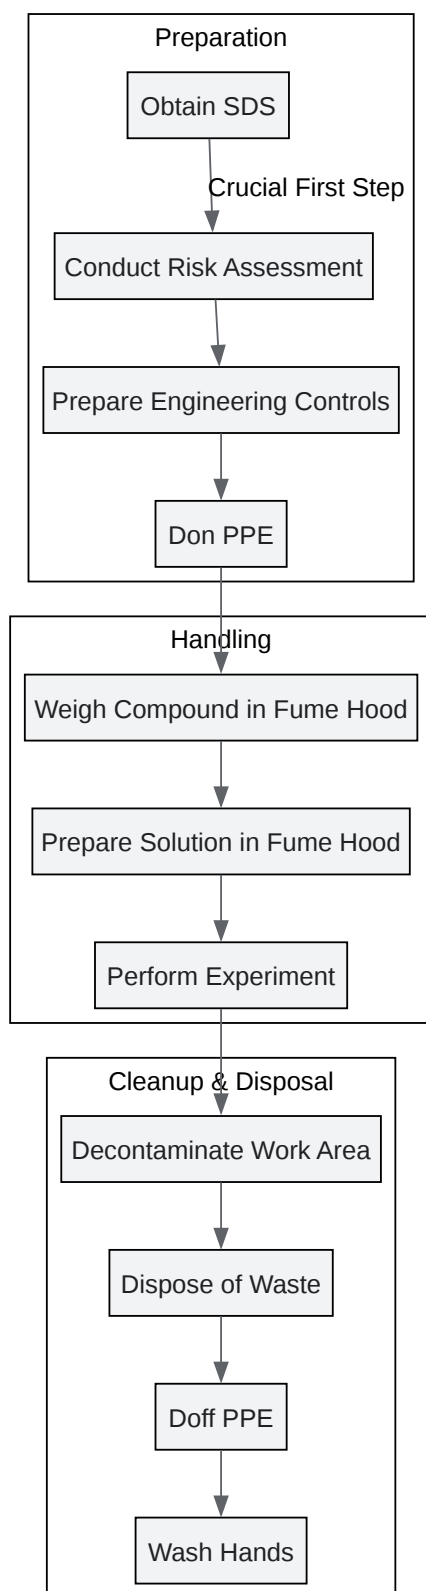 Preparation
Obtain SDS
Crucial First Step
Conduct Risk Assessment
Prepare Engineering Controls
Don PPE
Handling
Weigh Compound in Fume Hood
Prepare Solution in Fume Hood
Perform Experiment
Cleanup & Disposal
Decontaminate Work Area
Dispose of Waste
Doff PPE
Wash Hands